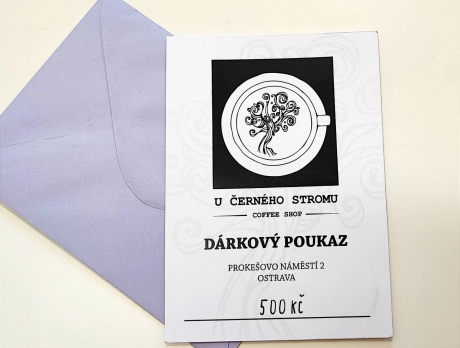 U ČERNÉHO STROMU
COFFEE SHOP
DÁRKOVÝ POUKAZ
PROKEŠOVO NÁMĚSTÍ 2
OSTRAVA
500 KČ